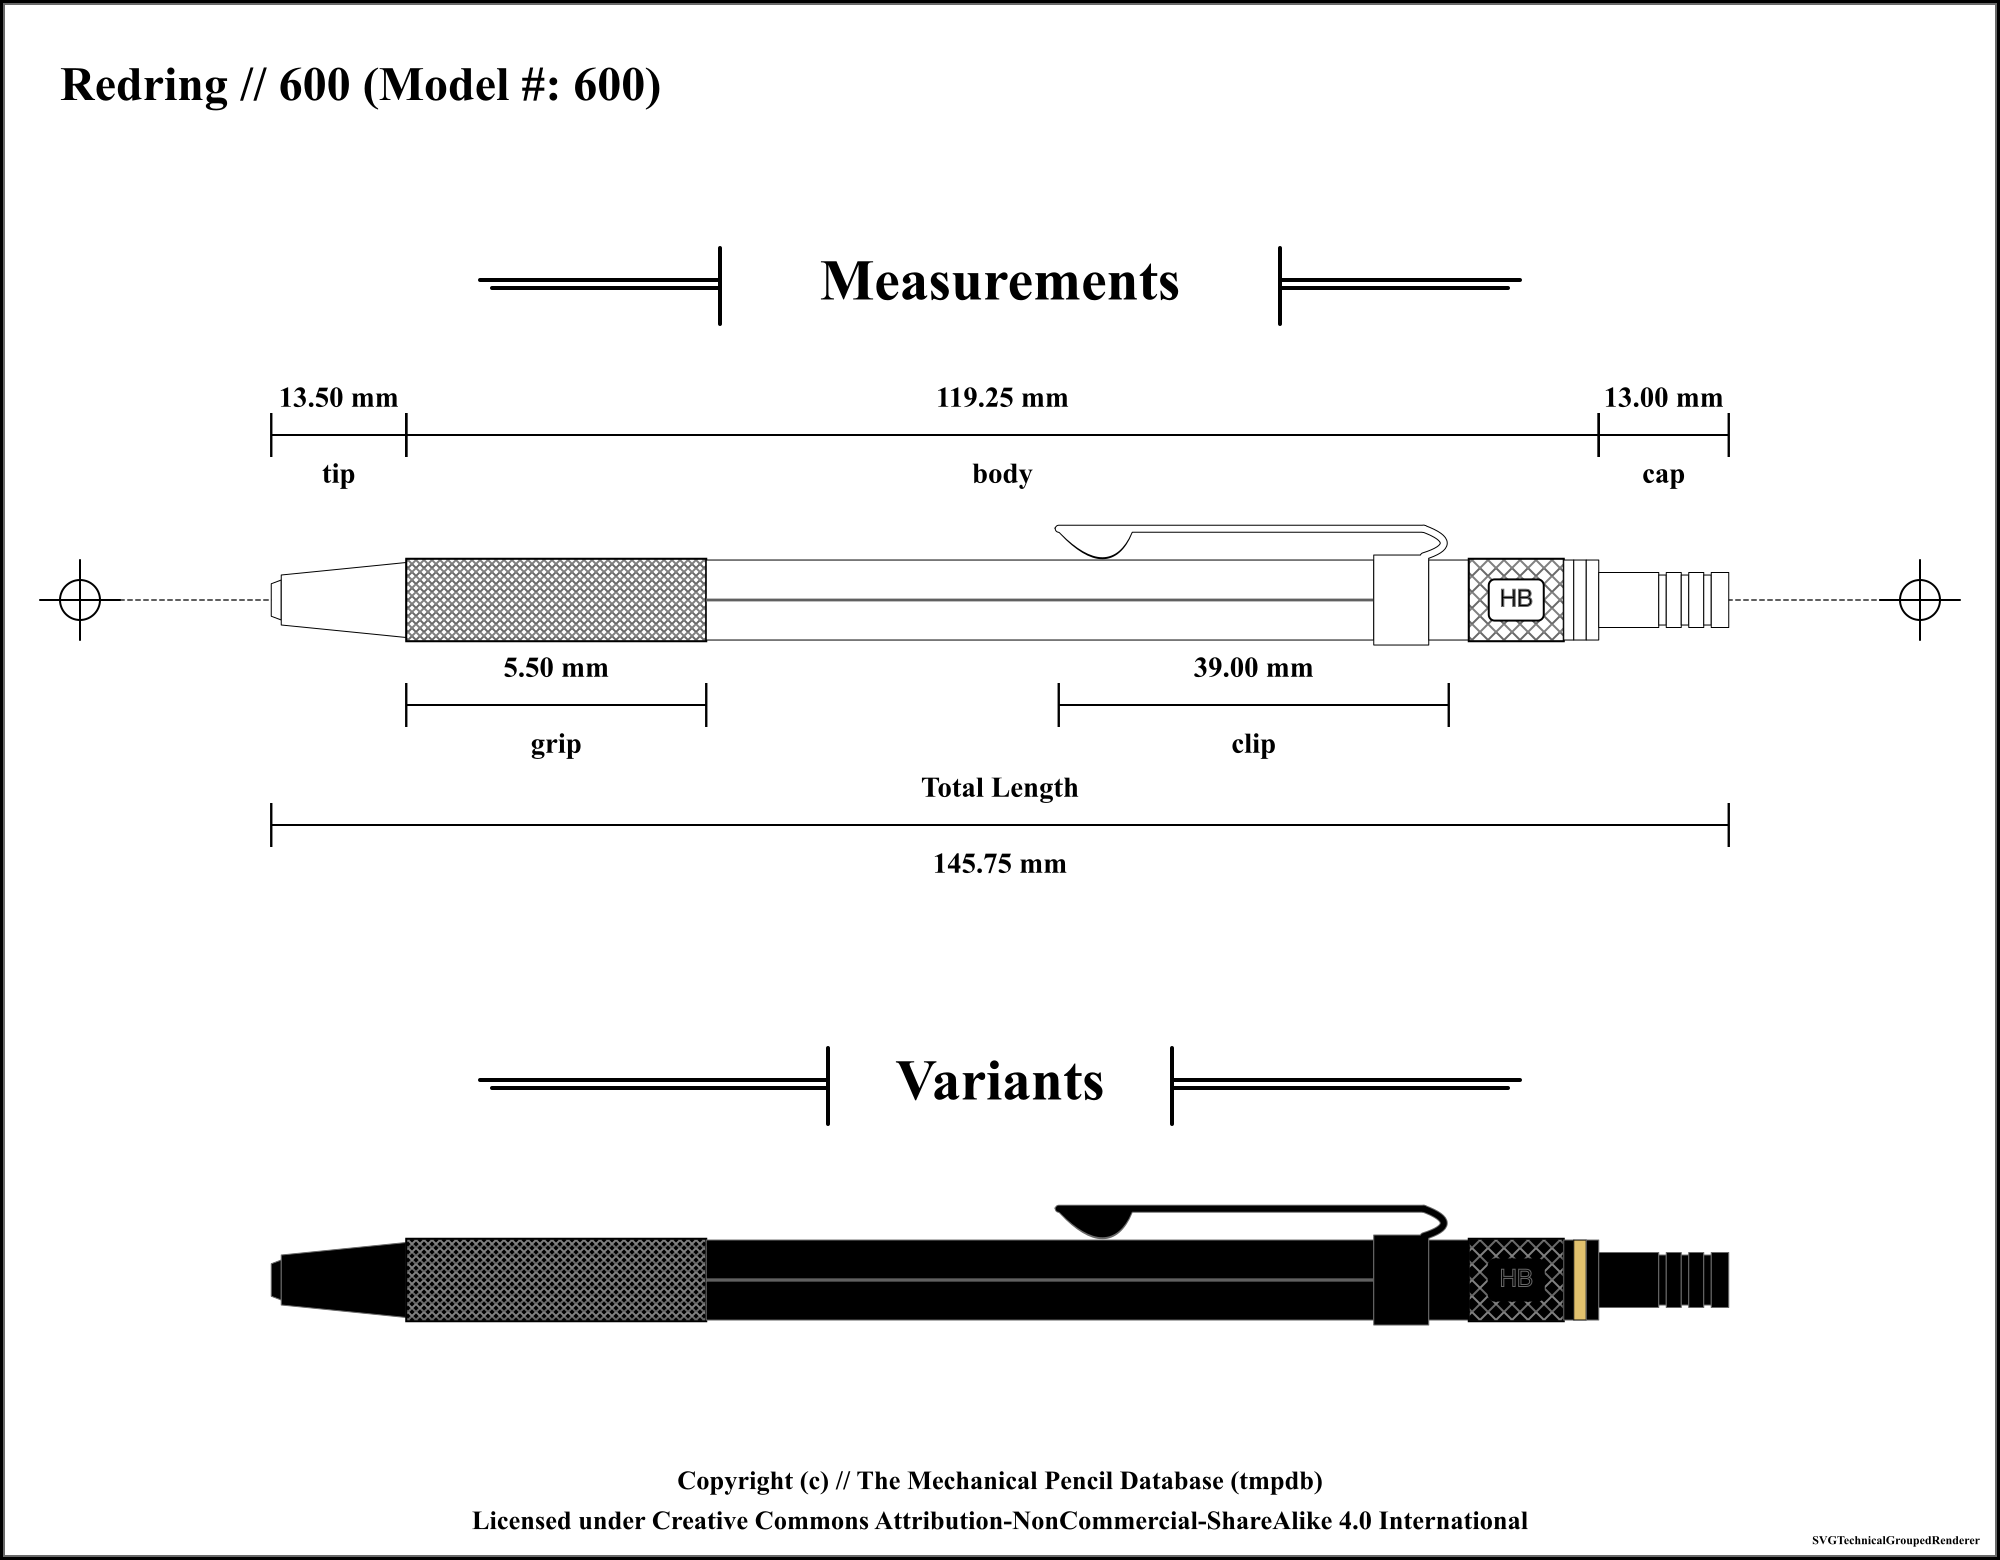 Redring // 600 (Model #: 600)
Measurements
13.50 mm
119.25 mm
13.00 mm
tip
body
cap
HB
5.50 mm
39.00 mm
grip
clip
Total Length
145.75 mm
Variants
HB
Copyright (c) // The Mechanical Pencil Database (tmpdb)
Licensed under Creative Commons Attribution-NonCommercial-ShareAlike 4.0 International
SVGTechnicalGroupedRenderer